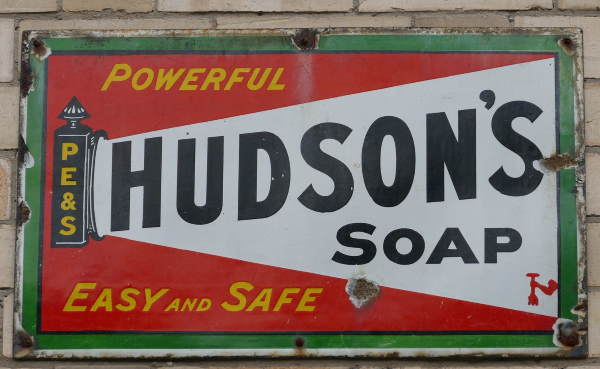 POWERFUL
PE&S
HUDSON'S
SOAP
EASY AND SAFE